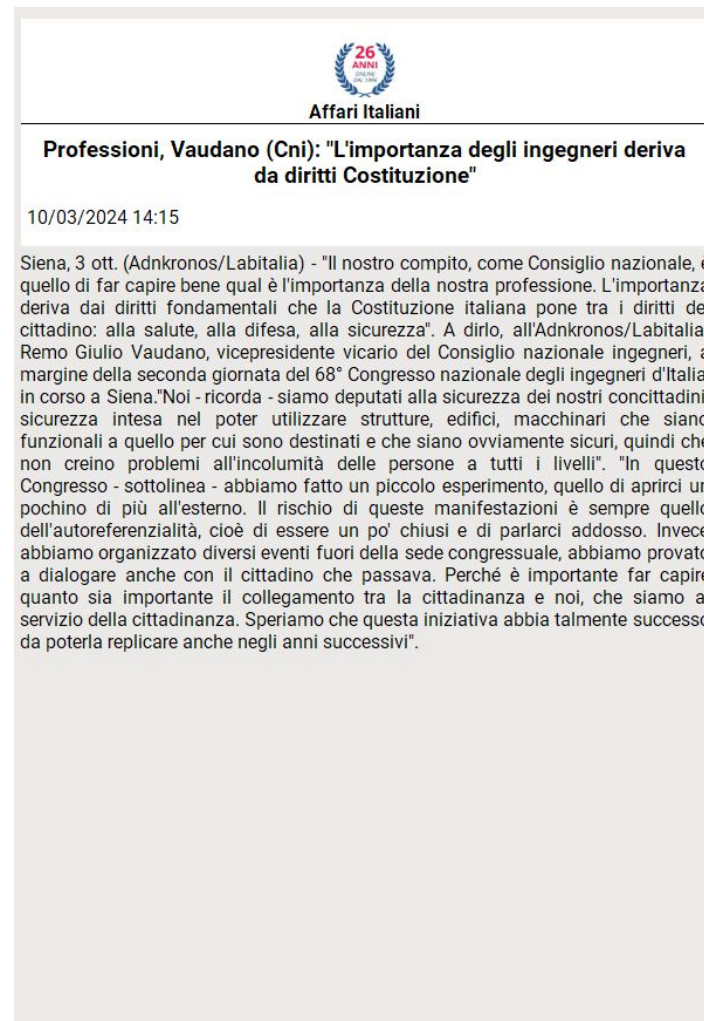 26
ANNI
ONLINE
DAL 1996
Affari Italiani
Professioni, Vaudano (Cni): "L'importanza degli ingegneri deriva
da diritti Costituzione"
10/03/2024 14:15
Siena, 3 ott. (Adnkronos/Labitalia) - "Il nostro compito, come Consiglio nazionale, è
quello di far capire bene qual è l'importanza della nostra professione. L'importanza
deriva dai diritti fondamentali che la Costituzione italiana pone tra i diritti de
cittadino: alla salute, alla difesa, alla sicurezza". A dirlo, all'Adnkronos/Labitalia
Remo Giulio Vaudano, vicepresidente vicario del Consiglio nazionale ingegneri, a
margine della seconda giornata del 68° Congresso nazionale degli ingegneri d'Italia
in corso a Siena."Noi - ricorda - siamo deputati alla sicurezza dei nostri concittadini
sicurezza intesa nel poter utilizzare strutture, edifici, macchinari che siano
funzionali a quello per cui sono destinati e che siano ovviamente sicuri, quindi che
non creino problemi all'incolumità delle persone a tutti i livelli". "In questo
Congresso - sottolinea - abbiamo fatto un piccolo esperimento, quello di aprirci un
pochino di più all'esterno. Il rischio di queste manifestazioni è sempre quello
dell'autoreferenzialità, cioè di essere un po' chiusi e di parlarci addosso. Invece
abbiamo organizzato diversi eventi fuori della sede congressuale, abbiamo provato
a dialogare anche con il cittadino che passava. Perché è importante far capire
quanto sia importante il collegamento tra la cittadinanza e noi, che siamo a
servizio della cittadinanza. Speriamo che questa iniziativa abbia talmente successo
da poterla replicare anche negli anni successivi".